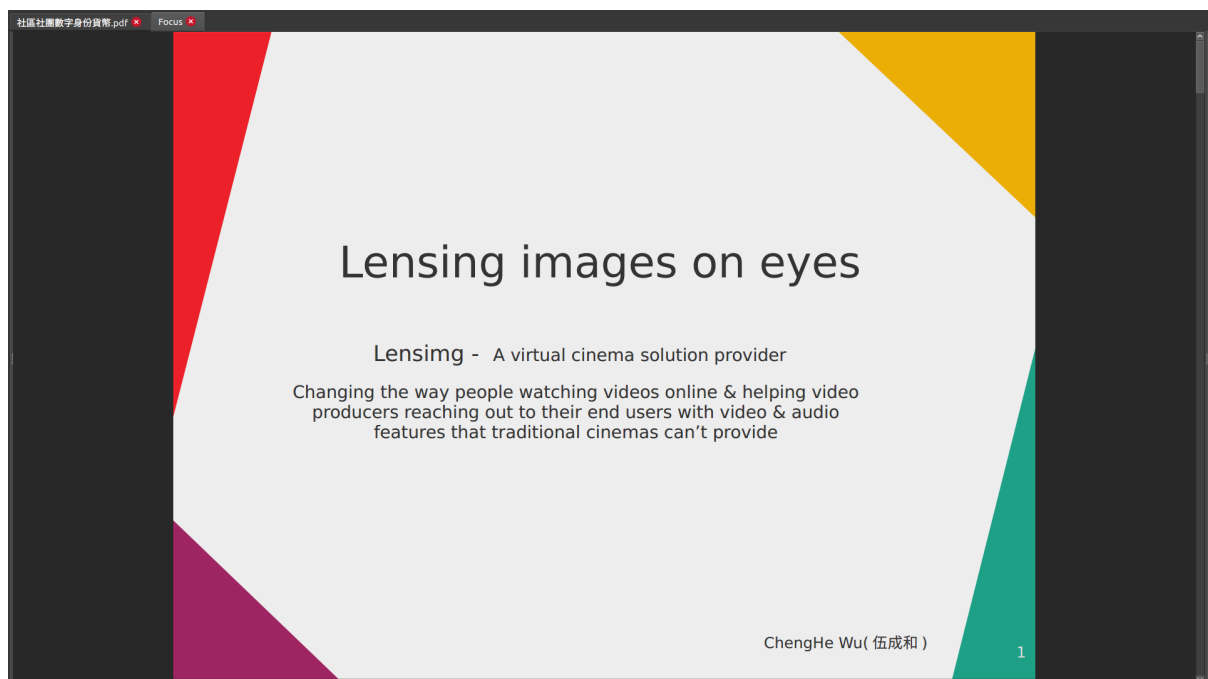 社區社團數字身份貨幣.pdf
Focus
Lensing images on eyes
Lensimg - A virtual cinema solution provider
Changing the way people watching videos online & helping video
producers reaching out to their end users with video & audio
features that traditional cinemas can’t provide
ChengHe Wu( 伍成和 )
1